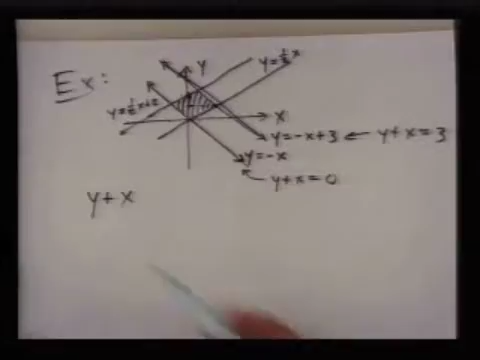 Ex:
Y
y=½x
y=½x+2
X
y=-x+3 ← y+x=3
y=-x
y+x=0
y+x